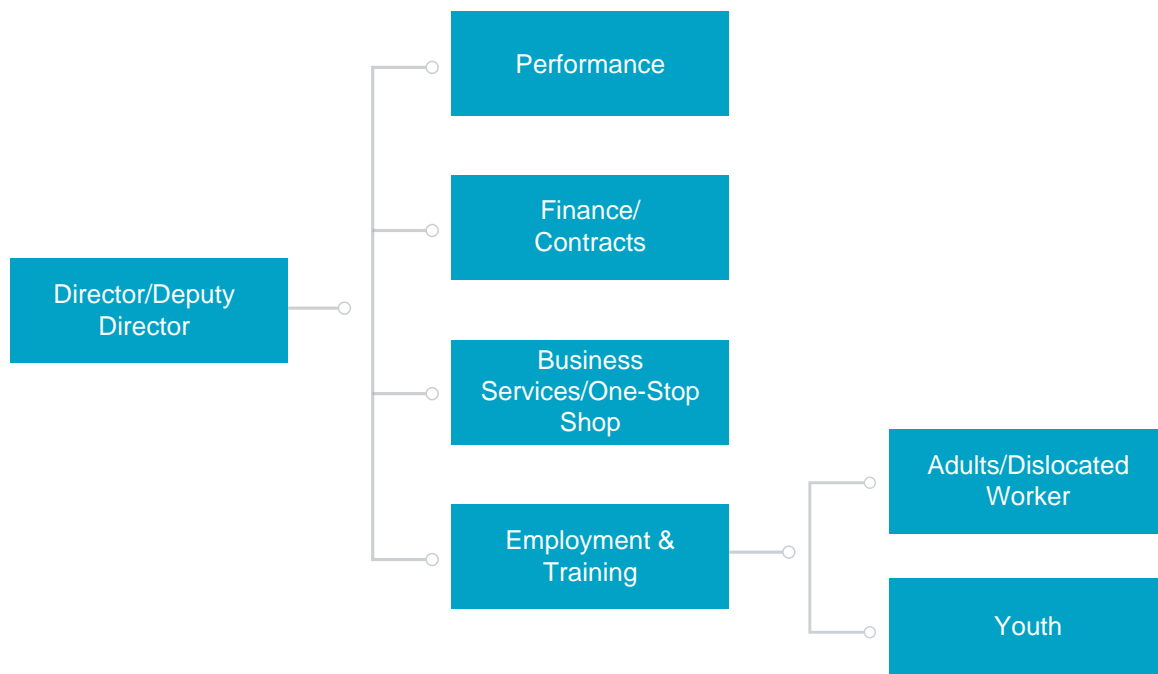 Performance
Finance/
Contracts
Director/Deputy
Director
Business
Services/One-Stop
Shop
Employment &
Training
Adults/Dislocated
Worker
Youth